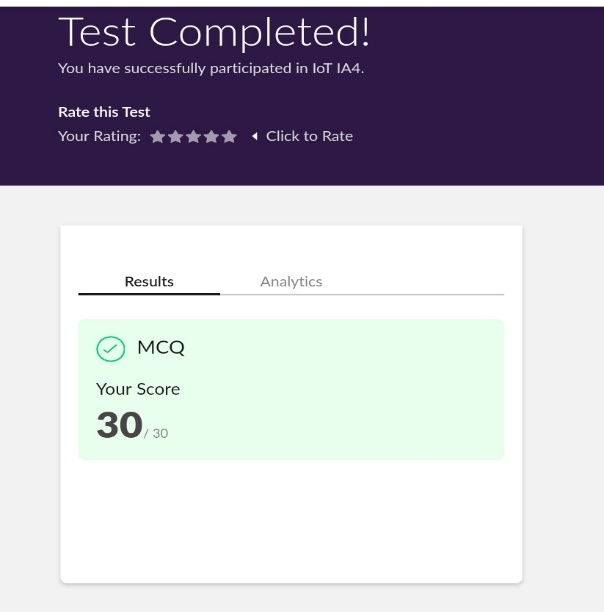 Test Completed!
You have successfully participated in IoT IA4.
Rate this Test
Your Rating: Click to Rate
Results Analytics
MCQ
Your Score
30 / 30